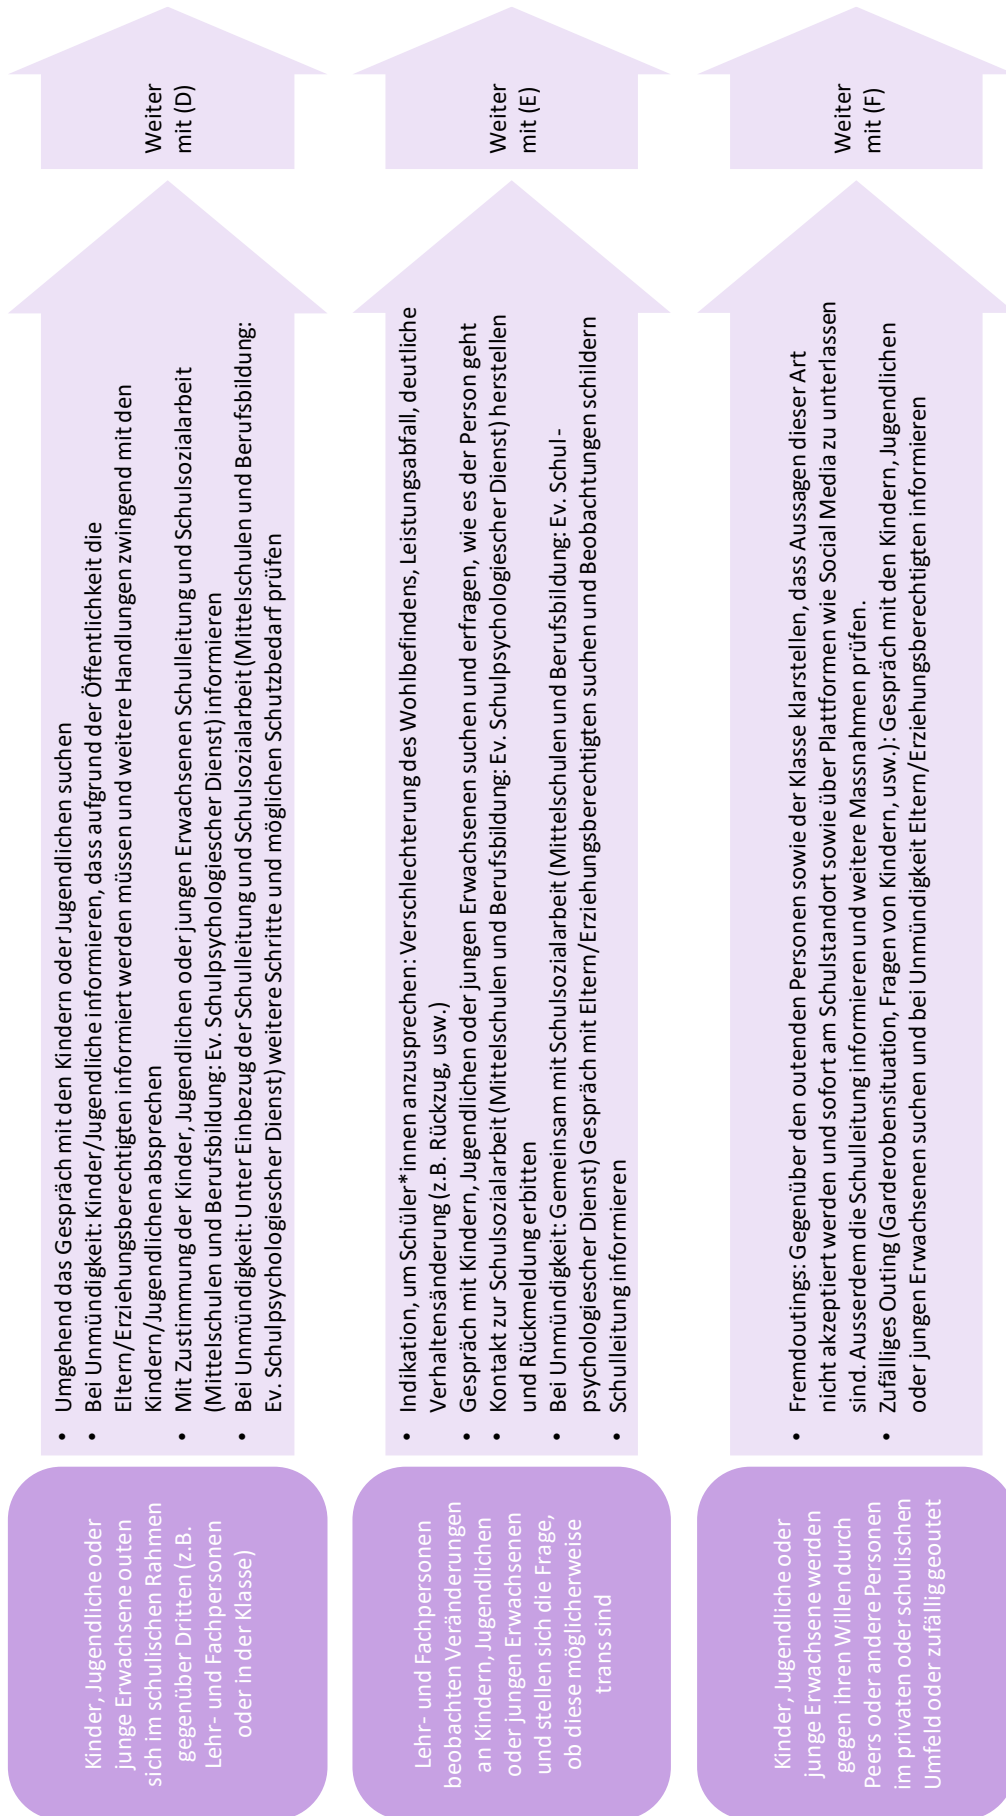 Kinder, Jugendliche oder
junge Erwachsene outen
sich im schulischen Rahmen
gegenüber Dritten (z.B.
Lehr- und Fachpersonen
oder in der Klasse)
• Umgehend das Gespräch mit den Kindern oder Jugendlichen suchen
• Bei Unmündigkeit: Kinder/Jugendliche informieren, dass aufgrund der Öffentlichkeit die
Eltern/Erziehungsberechtigten informiert werden müssen und weitere Handlungen zwingend mit den
Kindern/Jugendlichen absprechen
• Mit Zustimmung der Kinder, Jugendlichen oder jungen Erwachsenen Schulleitung und Schulsozialarbeit
(Mittelschulen und Berufsbildung: Ev. Schulpsychologiescher Dienst) informieren
• Bei Unmündigkeit: Unter Einbezug der Schulleitung und Schulsozialarbeit (Mittelschulen und Berufsbildung:
Ev. Schulpsychologiescher Dienst) weitere Schritte und möglichen Schutzbedarf prüfen
Weiter
mit (D)
Lehr- und Fachpersonen
beobachten Veränderungen
an Kindern, Jugendlichen
oder jungen Erwachsenen
und stellen sich die Frage,
ob diese möglicherweise
trans sind
• Indikation, um Schüler*innen anzusprechen: Verschlechterung des Wohlbefindens, Leistungsabfall, deutliche
Verhaltensänderung (z.B. Rückzug, usw.)
• Gespräch mit Kindern, Jugendlichen oder jungen Erwachsenen suchen und erfragen, wie es der Person geht
• Kontakt zur Schulsozialarbeit (Mittelschulen und Berufsbildung: Ev. Schulpsychologiescher Dienst) herstellen
und Rückmeldung erbitten
• Bei Unmündigkeit: Gemeinsam mit Schulsozialarbeit (Mittelschulen und Berufsbildung: Ev. Schul-
psychologiescher Dienst) Gespräch mit Eltern/Erziehungsberechtigten suchen und Beobachtungen schildern
• Schulleitung informieren
Weiter
mit (E)
Kinder, Jugendliche oder
junge Erwachsene werden
gegen ihren Willen durch
Peers oder andere Personen
im privaten oder schulischen
Umfeld oder zufällig geoutet
• Fremdoutings: Gegenüber den outenden Personen sowie der Klasse klarstellen, dass Aussagen dieser Art
nicht akzeptiert werden und sofort am Schulstandort sowie über Plattformen wie Social Media zu unterlassen
sind. Ausserdem die Schulleitung informieren und weitere Massnahmen prüfen.
• Zufälliges Outing (Garderobensituation, Fragen von Kindern, usw.): Gespräch mit den Kindern, Jugendlichen
oder jungen Erwachsenen suchen und bei Unmündigkeit Eltern/Erziehungsberechtigten informieren
Weiter
mit (F)